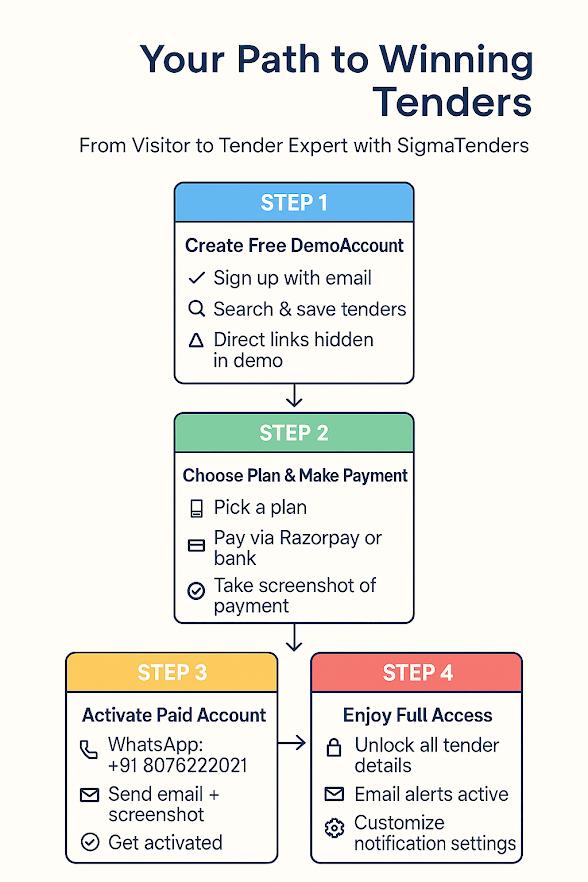 Your Path to Winning
Tenders
From Visitor to Tender Expert with SigmaTenders
STEP 1
Create Free DemoAccount
Sign up with email
Search & save tenders
Direct links hidden
in demo
STEP 2
Choose Plan & Make Payment
Pick a plan
Pay via Razorpay or
bank
Take screenshot of
payment
STEP 3
Activate Paid Account
WhatsApp:
+91 8076222021
Send email +
screenshot
Get activated
STEP 4
Enjoy Full Access
Unlock all tender
details
Email alerts active
Customize
notification settings